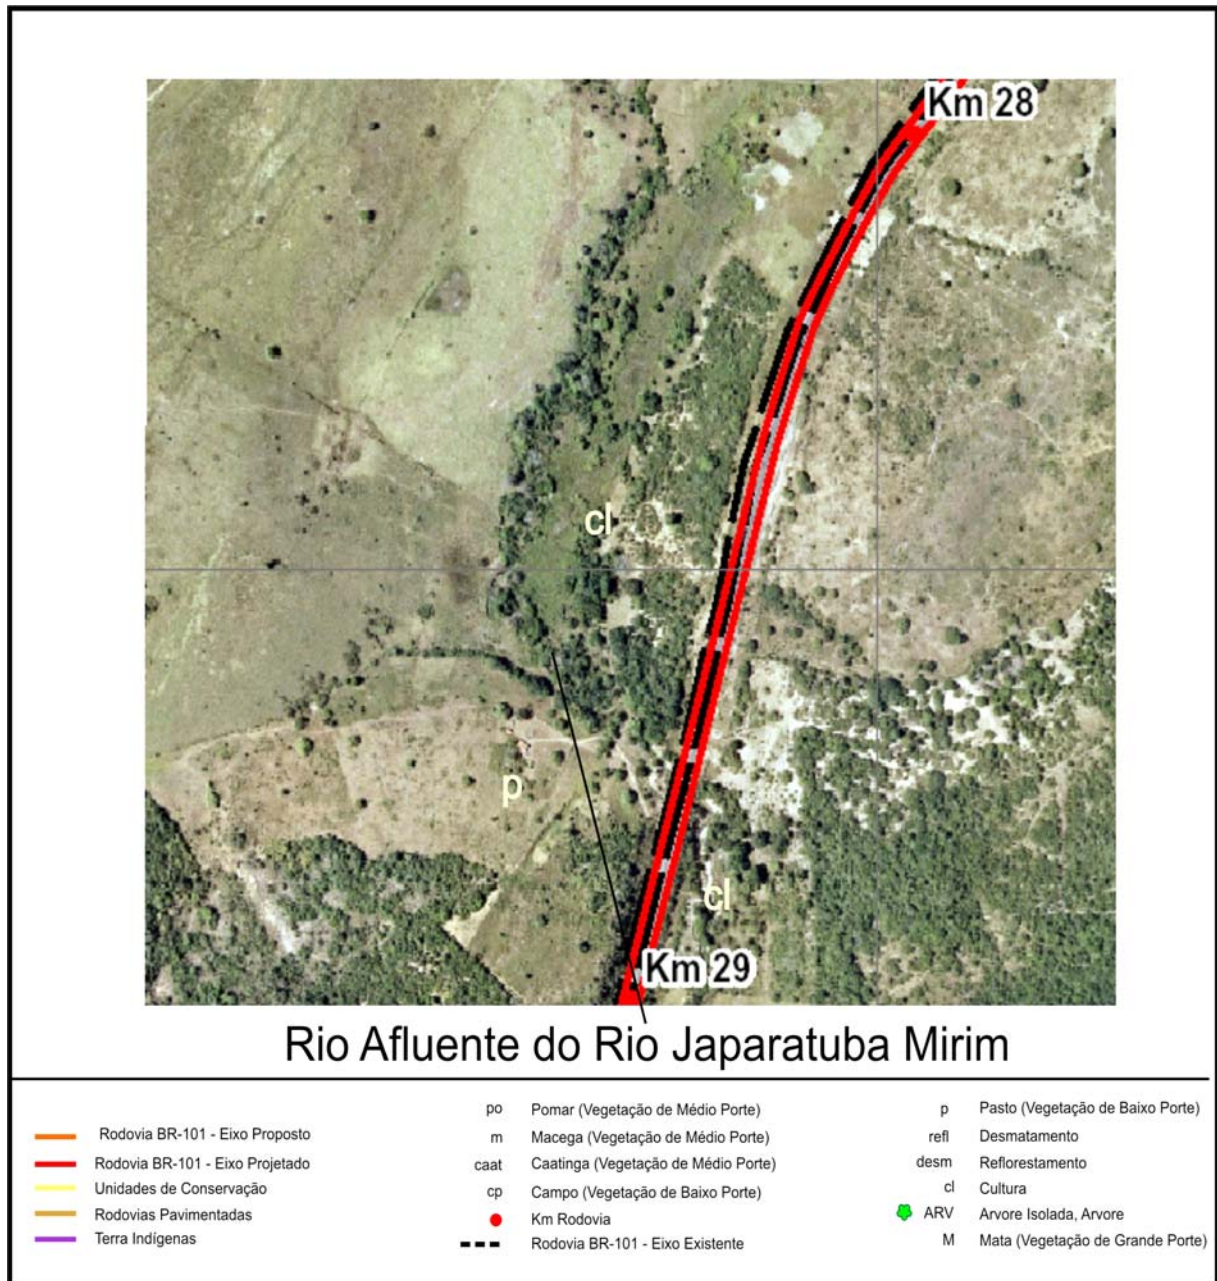 Km 28
cl
p
cl
Km 29
Rio Afluente do Rio Japaratuba Mirim
Rodovia BR-101 - Eixo Proposto
Rodovia BR-101 - Eixo Projetado
Unidades de Conservação
Rodovias Pavimentadas
Terra Indígenas
po Pomar (Vegetação de Médio Porte)
m Macega (Vegetação de Médio Porte)
caat Caatinga (Vegetação de Médio Porte)
cp Campo (Vegetação de Baixo Porte)
Km Rodovia
Rodovia BR-101 - Eixo Existente
p Pasto (Vegetação de Baixo Porte)
refl Desmatamento
desm Reflorestamento
cl Cultura
ARV Arvore Isolada, Arvore
M Mata (Vegetação de Grande Porte)